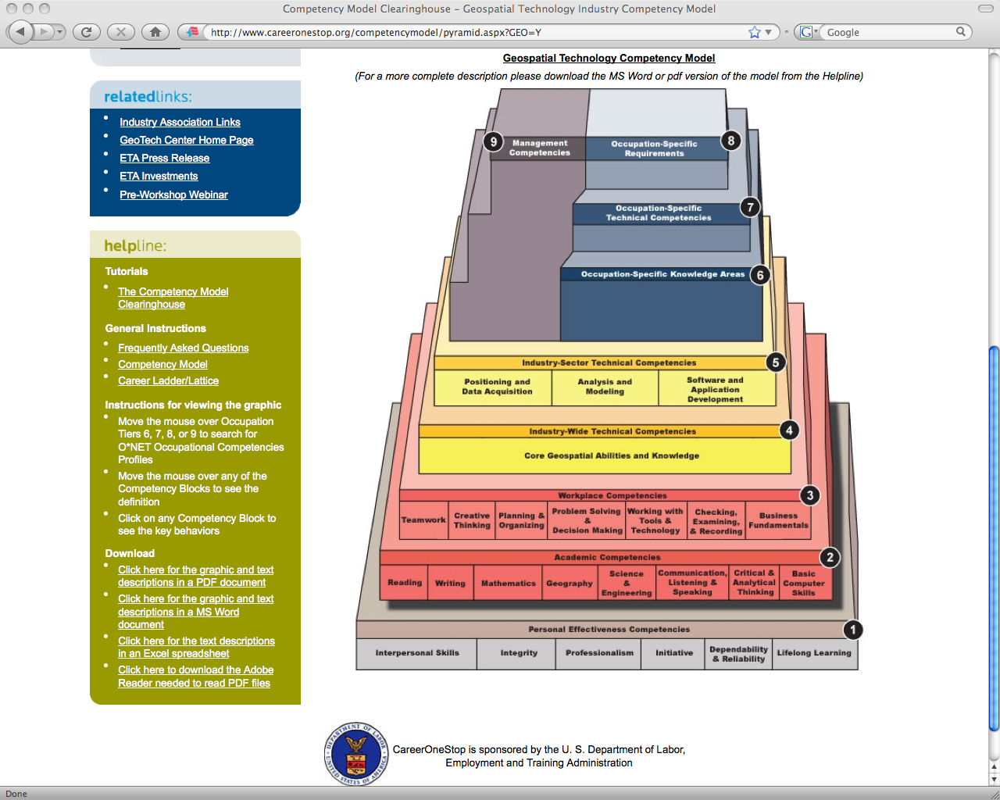 Competency Model Clearinghouse – Geospatial Technology Industry Competency Model
http://www.careeronestop.org/competencymodel/pyramid.aspx?GEO=Y
Google
relatedlinks:
Industry Association Links
GeoTech Center Home Page
ETA Press Release
ETA Investments
Pre-Workshop Webinar
helpline:
Tutorials
The Competency Model
Clearinghouse
General Instructions
Frequently Asked Questions
Competency Model
Career Ladder/Lattice
Instructions for viewing the graphic
Move the mouse over Occupation
Tiers 6, 7, 8, or 9 to search for
O*NET Occupational Competencies
Profiles
Move the mouse over any of the
Competency Blocks to see the
definition
Click on any Competency Block to
see the key behaviors
Download
Click here for the graphic and text
descriptions in a PDF document
Click here for the graphic and text
descriptions in a MS Word
document
Click here for the text descriptions
in an Excel spreadsheet
Click here to download the Adobe
Reader needed to read PDF files
Geospatial Technology Competency Model
(For a more complete description please download the MS Word or pdf version of the model from the Helpline)
9
Management
Competencies
Occupation-Specific
Requirements
8
Occupation-Specific
Technical Competencies
7
Occupation-Specific Knowledge Areas
6
Industry-Sector Technical Competencies
5
Positioning and
Data Acquisition
Analysis and
Modeling
Software and
Application
Development
Industry-Wide Technical Competencies
4
Core Geospatial Abilities and Knowledge
Workplace Competencies
3
Teamwork
Creative
Thinking
Planning &
Organizing
Problem Solving
&
Decision Making
Working with
Tools &
Technology
Checking,
Examining,
& Recording
Business
Fundamentals
Academic Competencies
2
Reading
Writing
Mathematics
Geography
Science
&
Engineering
Communication,
Listening &
Speaking
Critical &
Analytical
Thinking
Basic
Computer
Skills
Personal Effectiveness Competencies
1
Interpersonal Skills
Integrity
Professionalism
Initiative
Dependability
& Reliability
Lifelong Learning
DEPARTMENT OF LABOR
UNITED STATES OF AMERICA
CareerOneStop is sponsored by the U. S. Department of Labor,
Employment and Training Administration
Done